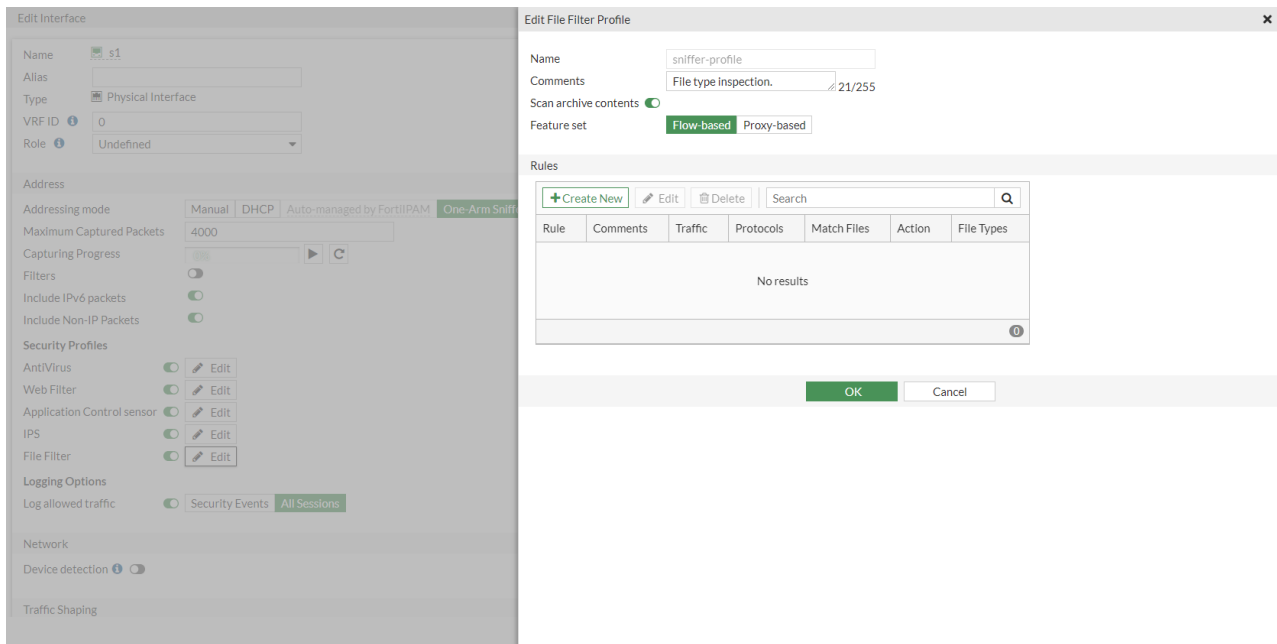 Edit Interface
Name s1
Alias
Type Physical Interface
VRF ID 0
Role Undefined
Address
Addressing mode Manual DHCP Auto-managed by FortiIPAM One-Arm Sniff
Maximum Captured Packets 4000
Capturing Progress
Filters
Include IPv6 packets
Include Non-IP Packets
Security Profiles
AntiVirus Edit
Web Filter Edit
Application Control sensor Edit
IPS Edit
File Filter Edit
Logging Options
Log allowed traffic Security Events All Sessions
Network
Device detection
Traffic Shaping
Edit File Filter Profile
Name sniffer-profile
Comments File type inspection. 21/255
Scan archive contents
Feature set Flow-based Proxy-based
Rules
Create New Edit Delete Search
Rule Comments Traffic Protocols Match Files Action File Types
No results
0
OK Cancel